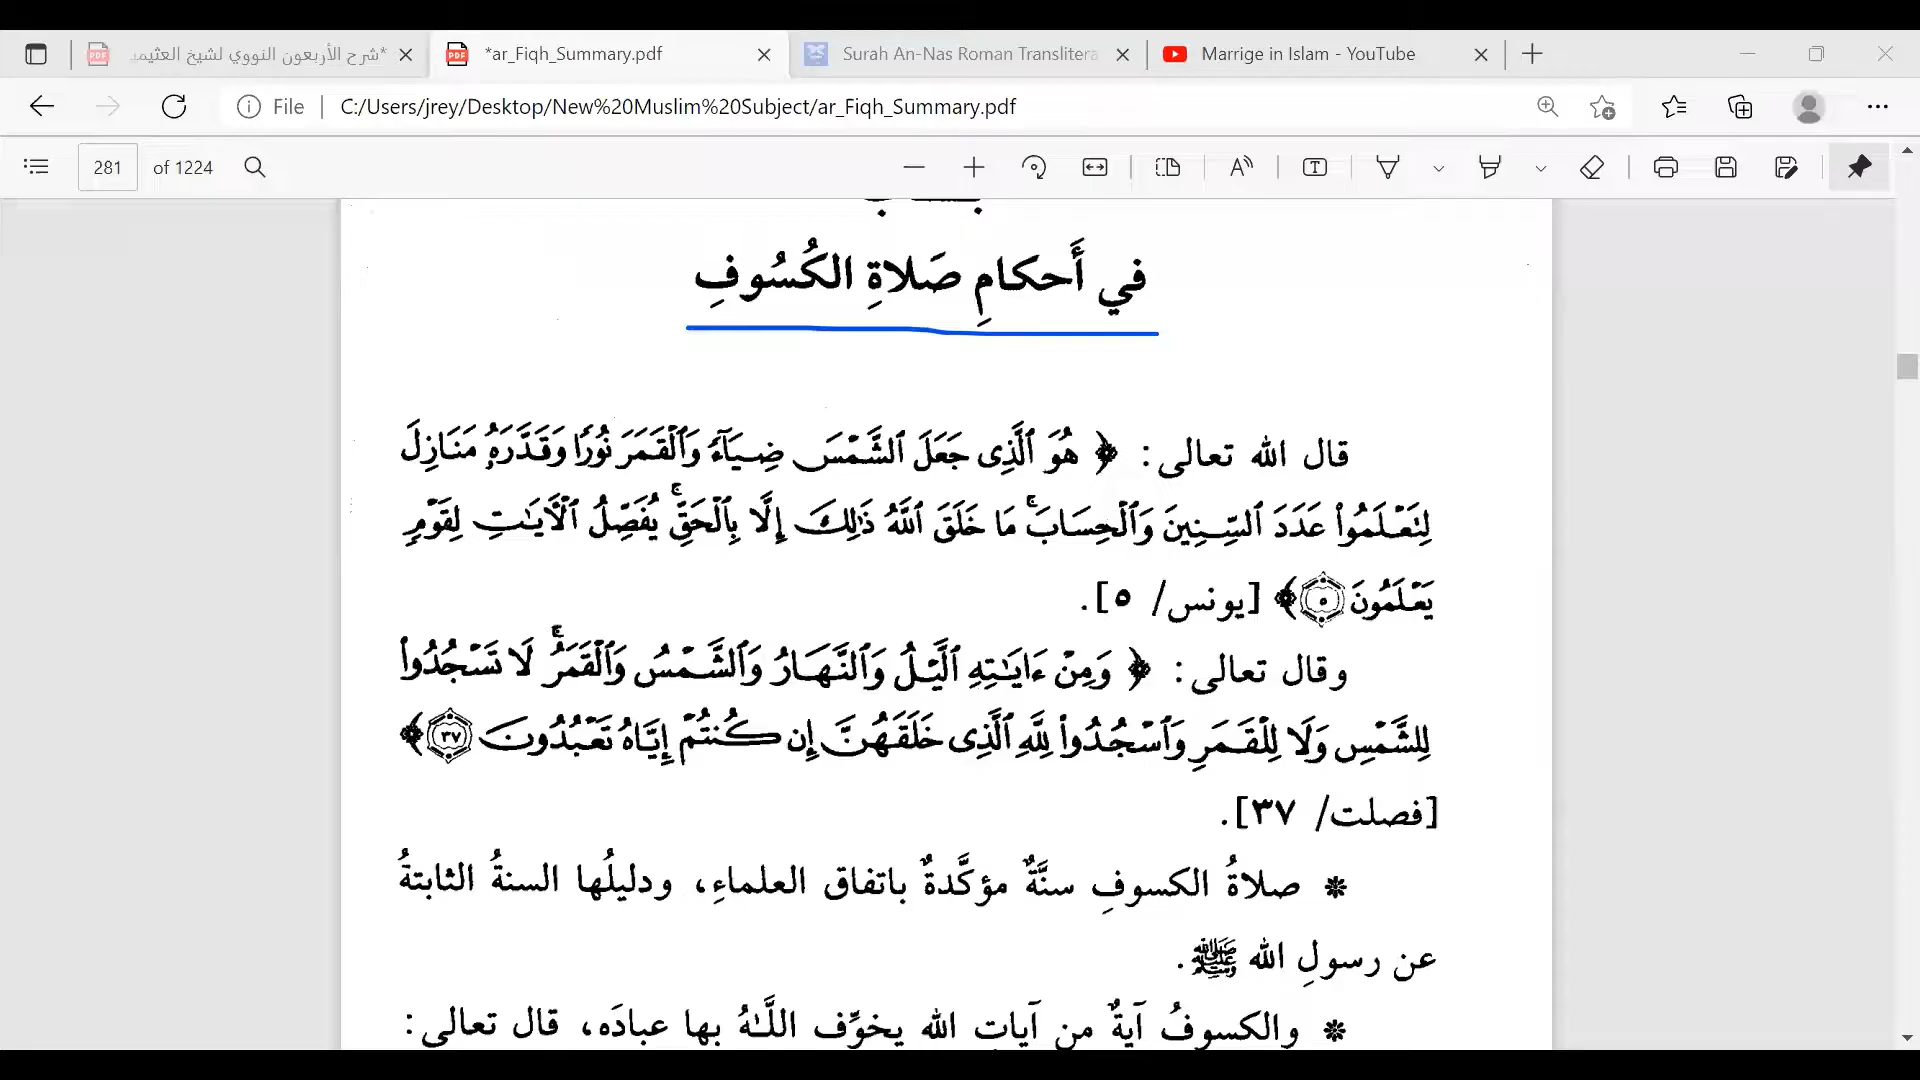 *شرح الأربعون النووي لشيخ العثيمي
*ar_Fiqh_Summary.pdf
Surah An-Nas Roman Translitera
Marrige in Islam - YouTube
File
C:/Users/jrey/Desktop/New%20Muslim%20Subject/ar_Fiqh_Summary.pdf
281 of 1224
في أَحكامِ صَلاةِ الكُسُوفِ
قال الله تعالى: ﴿ هُوَ ٱلَّذِى جَعَلَ ٱلشَّمْسَ ضِيَآءً وَٱلْقَمَرَ نُورًا وَقَدَّرَهُۥ مَنَازِلَ
لِتَعْلَمُوا۟ عَدَدَ ٱلسِّنِينَ وَٱلْحِسَابَ ۚ مَا خَلَقَ ٱللَّهُ ذَٰلِكَ إِلَّا بِٱلْحَقِّ ۚ يُفَصِّلُ ٱلْءَايَـٰتِ لِقَوْمٍ
يَعْلَمُونَ ٥﴾ [يونس/ ٥].
وقال تعالى: ﴿ وَمِنْ ءَايَـٰتِهِ ٱلَّيْلُ وَٱلنَّهَارُ وَٱلشَّمْسُ وَٱلْقَمَرُ ۚ لَا تَسْجُدُوا۟
لِلشَّمْسِ وَلَا لِلْقَمَرِ وَٱسْجُدُوا۟ لِلَّهِ ٱلَّذِى خَلَقَهُنَّ إِن كُنتُمْ إِيَّاهُ تَعْبُدُونَ ٣٧﴾
[فصلت/ ٣٧].
* صلاةُ الكسوفِ سنَّةٌ مؤكَّدةٌ باتفاق العلماءِ، ودليلُها السنةُ الثابتةُ
عن رسولِ الله ﷺ.
* والكسوفُ آيةٌ من آياتِ الله يخوِّف اللَّـهُ بها عبادَه، قال تعالى: